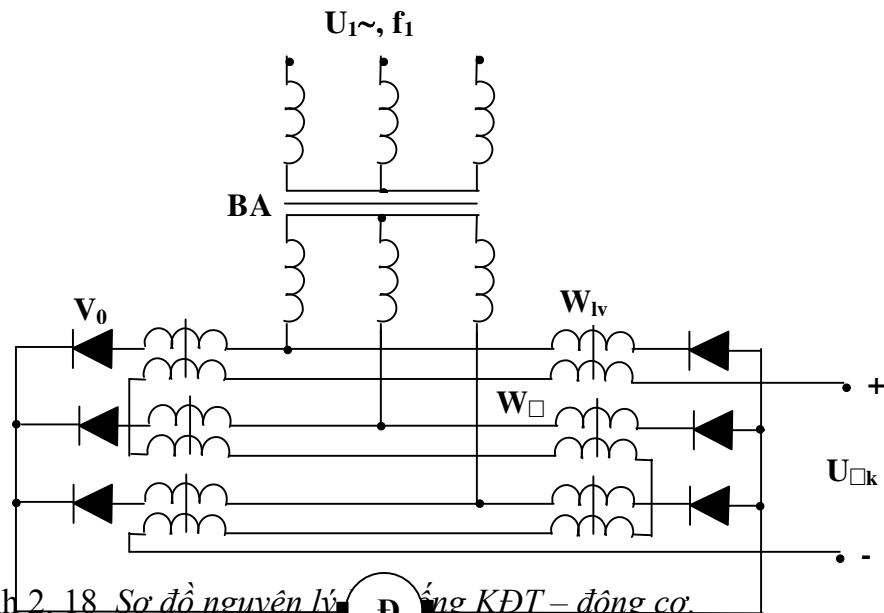 U1~, f1
BA
V0
Wlv
+
W□
U□k
-
h 2. 18 Sơ đồ nguyên lý ống KĐT – động cơ.
Đ